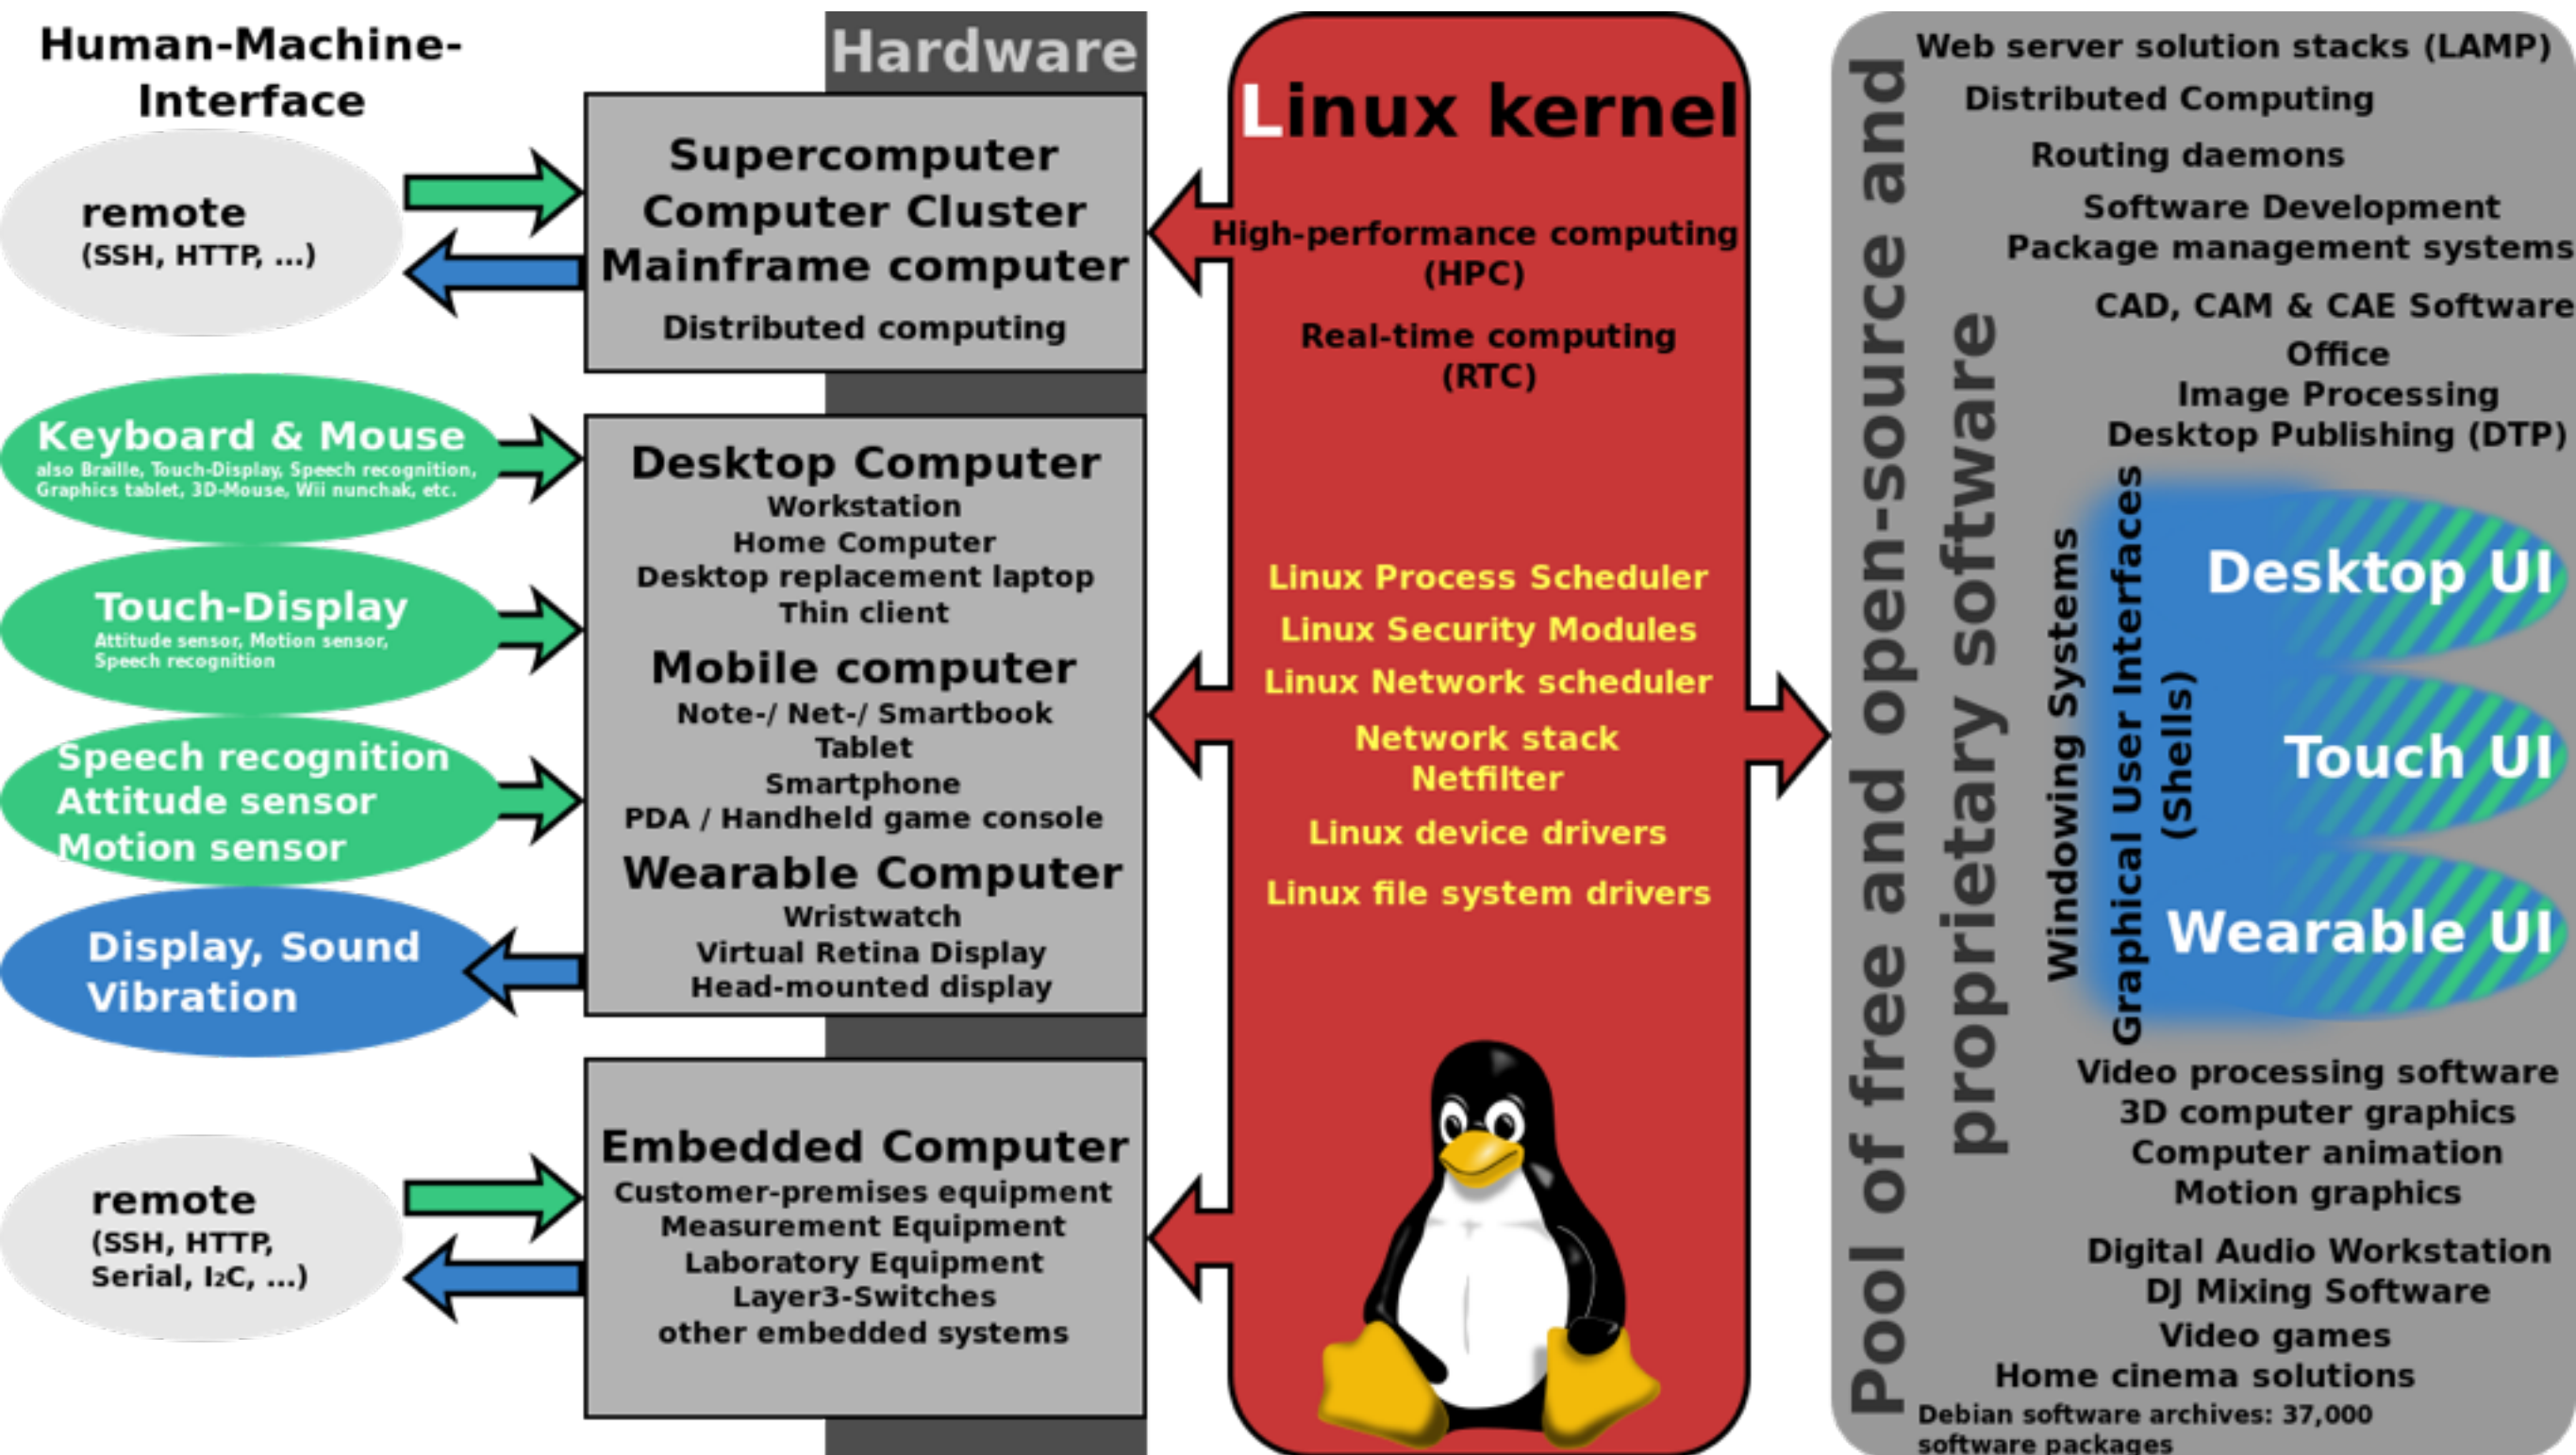 Human-Machine-
Interface
remote
(SSH, HTTP, ...)
Keyboard & Mouse
also Braille, Touch-Display, Speech recognition,
Graphics tablet, 3D-Mouse, Wii nunchak, etc.
Touch-Display
Attitude sensor, Motion sensor,
Speech recognition
Speech recognition
Attitude sensor
Motion sensor
Display, Sound
Vibration
remote
(SSH, HTTP,
Serial, I2C, ...)
Hardware
Supercomputer
Computer Cluster
Mainframe computer
Distributed computing
Desktop Computer
Workstation
Home Computer
Desktop replacement laptop
Thin client
Mobile computer
Note-/ Net-/ Smartbook
Tablet
Smartphone
PDA / Handheld game console
Wearable Computer
Wristwatch
Virtual Retina Display
Head-mounted display
Embedded Computer
Customer-premises equipment
Measurement Equipment
Laboratory Equipment
Layer3-Switches
other embedded systems
Linux kernel
High-performance computing
(HPC)
Real-time computing
(RTC)
Linux Process Scheduler
Linux Security Modules
Linux Network scheduler
Network stack
Netfilter
Linux device drivers
Linux file system drivers
Pool of free and open-source and
proprietary software
Web server solution stacks (LAMP)
Distributed Computing
Routing daemons
Software Development
Package management systems
CAD, CAM & CAE Software
Office
Image Processing
Desktop Publishing (DTP)
Windowing Systems
Graphical User Interfaces
(Shells)
Desktop UI
Touch UI
Wearable UI
Video processing software
3D computer graphics
Computer animation
Motion graphics
Digital Audio Workstation
DJ Mixing Software
Video games
Home cinema solutions
Debian software archives: 37,000
software packages